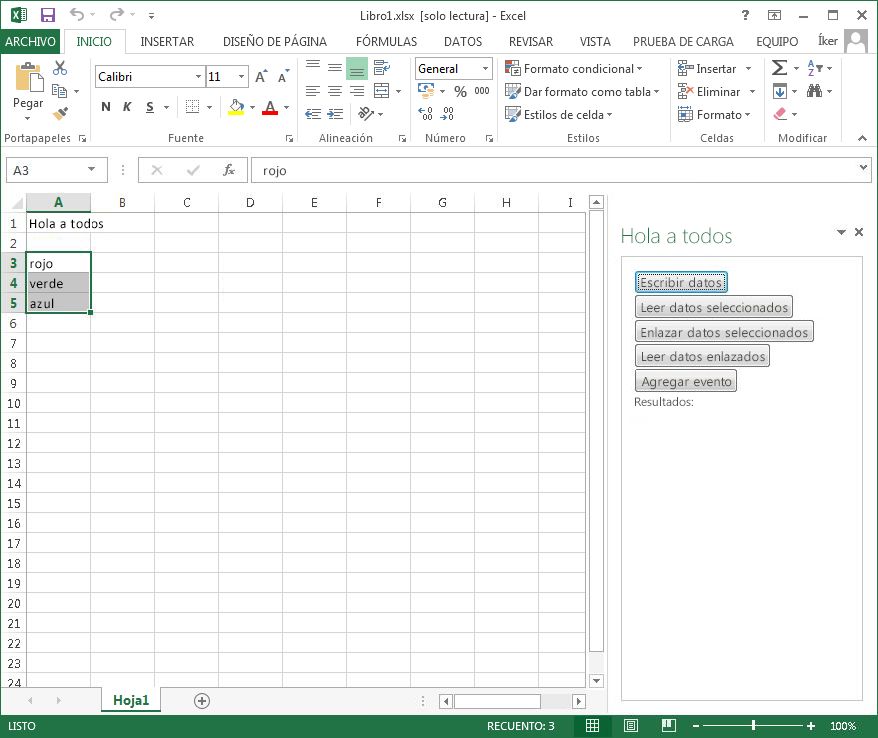 Libro1.xlsx [solo lectura] - Excel
ARCHIVO INICIO INSERTAR DISEÑO DE PÁGINA FÓRMULAS DATOS REVISAR VISTA PRUEBA DE CARGA EQUIPO Íker
Pegar
Portapapeles
Calibri 11
N K S
Fuente
Alineación
General
% 000
Número
Formato condicional
Dar formato como tabla
Estilos de celda
Estilos
Insertar
Eliminar
Formato
Celdas
Modificar
A3 fx rojo
A B C D E F G H I
1 Hola a todos
2
3 rojo
4 verde
5 azul
6
7
8
9
10
11
12
13
14
15
16
17
18
19
20
21
22
23
24
Hola a todos
Escribir datos
Leer datos seleccionados
Enlazar datos seleccionados
Leer datos enlazados
Agregar evento
Resultados:
Hoja1
LISTO RECUENTO: 3 100%